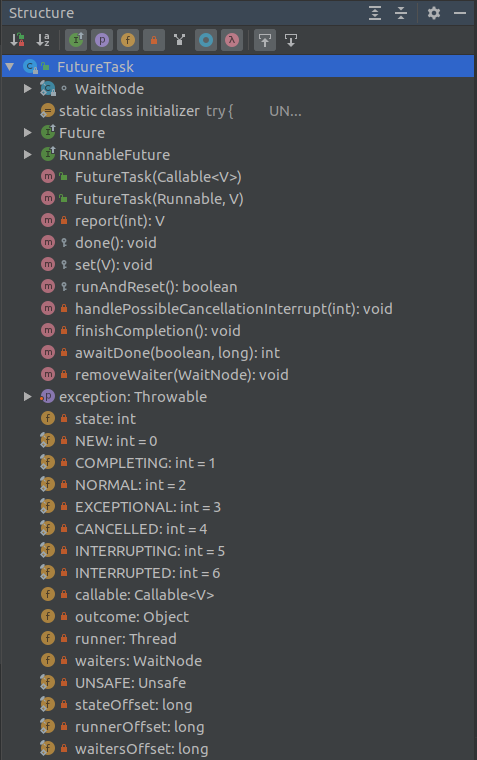 Structure
FutureTask
WaitNode
static class initializer try { UN...
Future
RunnableFuture
FutureTask(Callable<V>)
FutureTask(Runnable, V)
report(int): V
done(): void
set(V): void
runAndReset(): boolean
handlePossibleCancellationInterrupt(int): void
finishCompletion(): void
awaitDone(boolean, long): int
removeWaiter(WaitNode): void
exception: Throwable
state: int
NEW: int = 0
COMPLETING: int = 1
NORMAL: int = 2
EXCEPTIONAL: int = 3
CANCELLED: int = 4
INTERRUPTING: int = 5
INTERRUPTED: int = 6
callable: Callable<V>
outcome: Object
runner: Thread
waiters: WaitNode
UNSAFE: Unsafe
stateOffset: long
runnerOffset: long
waitersOffset: long